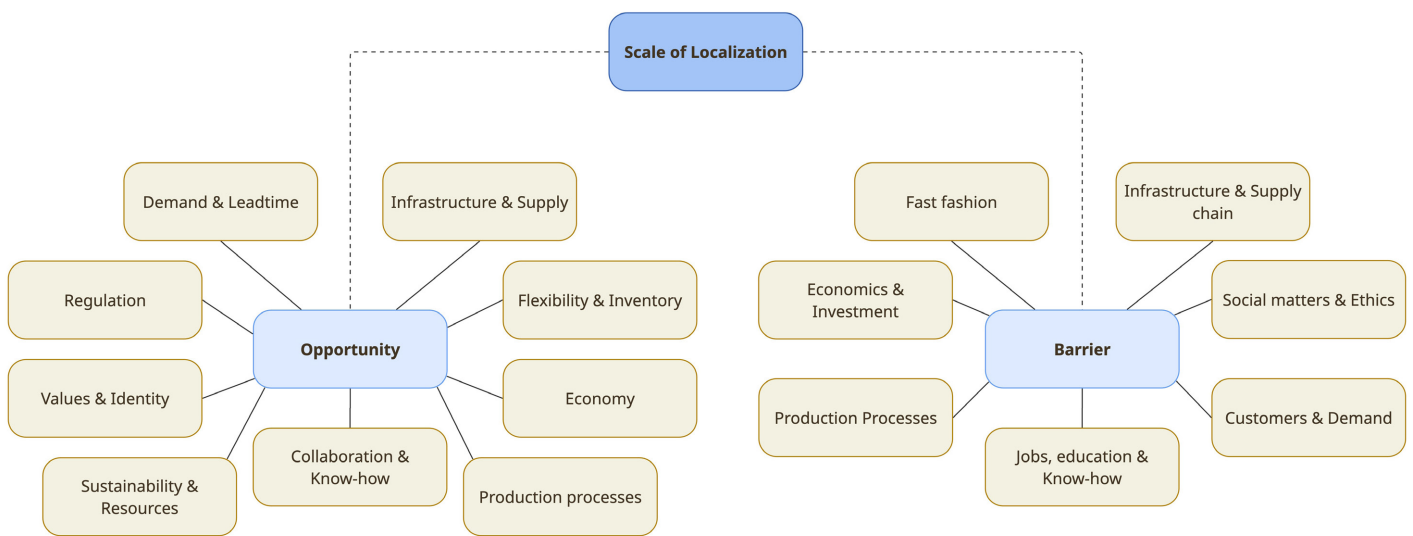 Scale of Localization
Demand & Leadtime
Infrastructure & Supply
Regulation
Flexibility & Inventory
Opportunity
Values & Identity
Economy
Collaboration &
Know-how
Sustainability &
Resources
Production processes
Fast fashion
Infrastructure & Supply
chain
Economics &
Investment
Social matters & Ethics
Barrier
Production Processes
Customers & Demand
Jobs, education &
Know-how